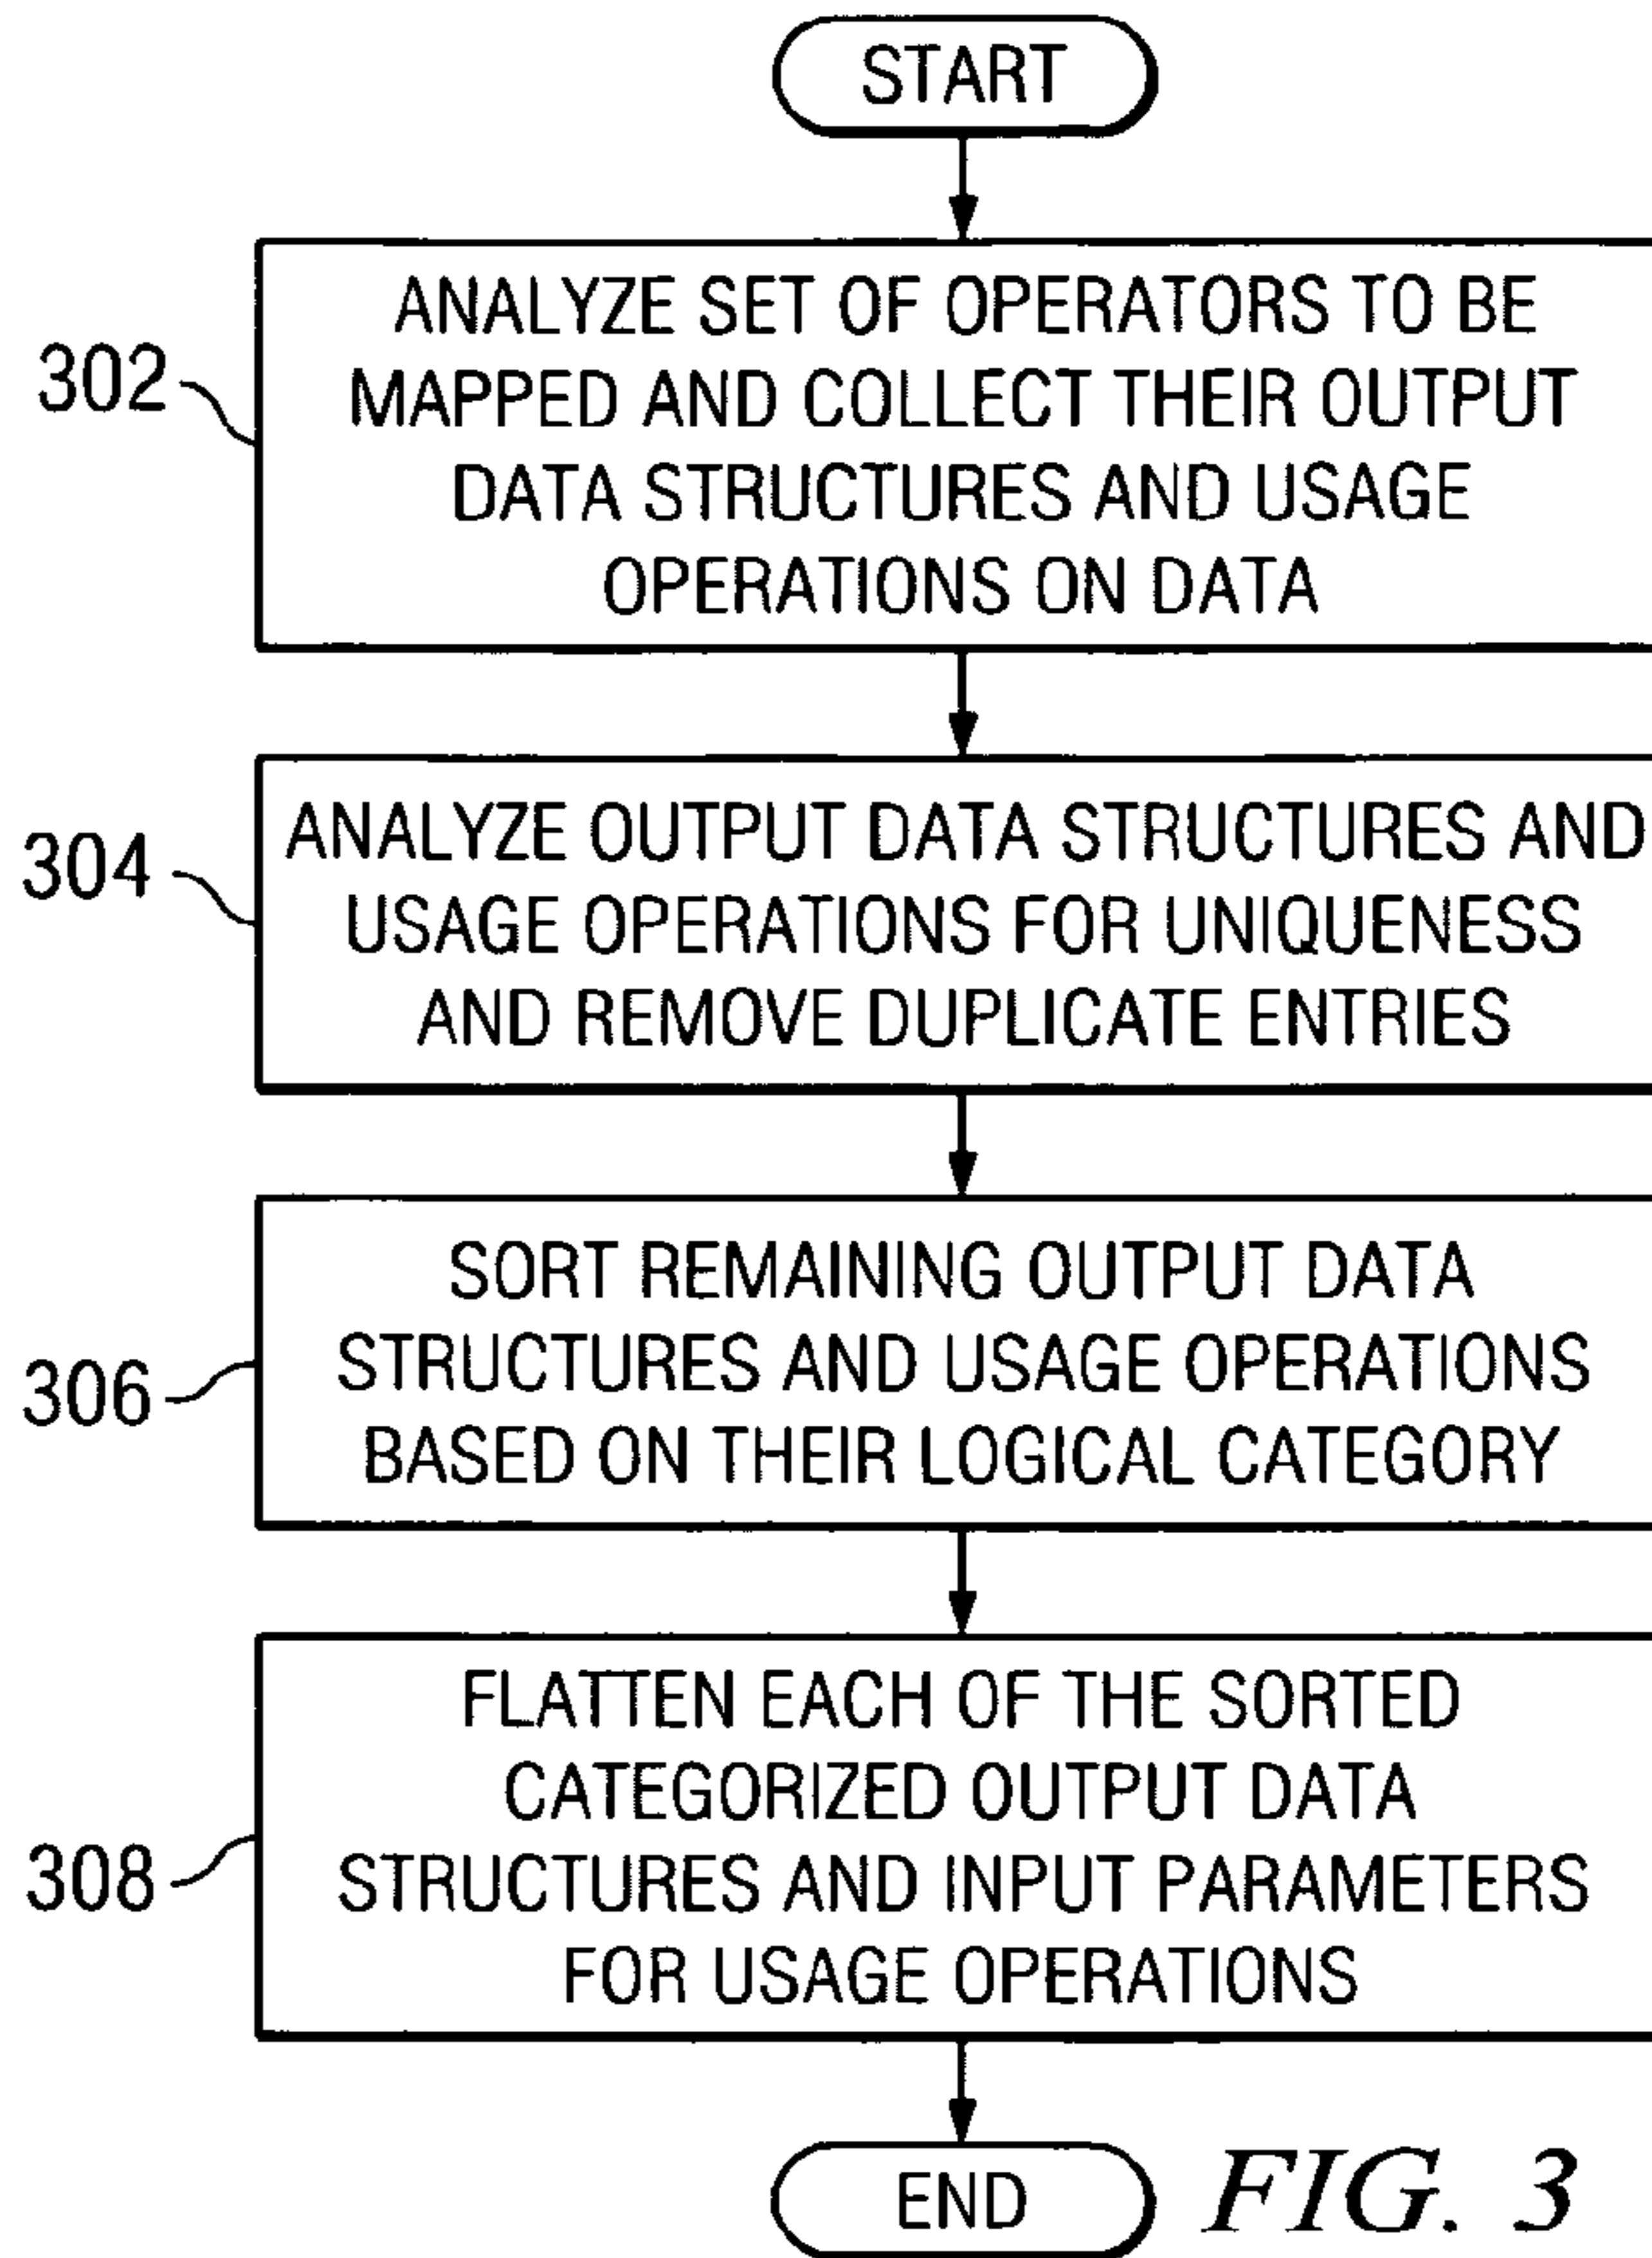 START
302
ANALYZE SET OF OPERATORS TO BE
MAPPED AND COLLECT THEIR OUTPUT
DATA STRUCTURES AND USAGE
OPERATIONS ON DATA
304
ANALYZE OUTPUT DATA STRUCTURES AND
USAGE OPERATIONS FOR UNIQUENESS
AND REMOVE DUPLICATE ENTRIES
306
SORT REMAINING OUTPUT DATA
STRUCTURES AND USAGE OPERATIONS
BASED ON THEIR LOGICAL CATEGORY
308
FLATTEN EACH OF THE SORTED
CATEGORIZED OUTPUT DATA
STRUCTURES AND INPUT PARAMETERS
FOR USAGE OPERATIONS
END
FIG. 3